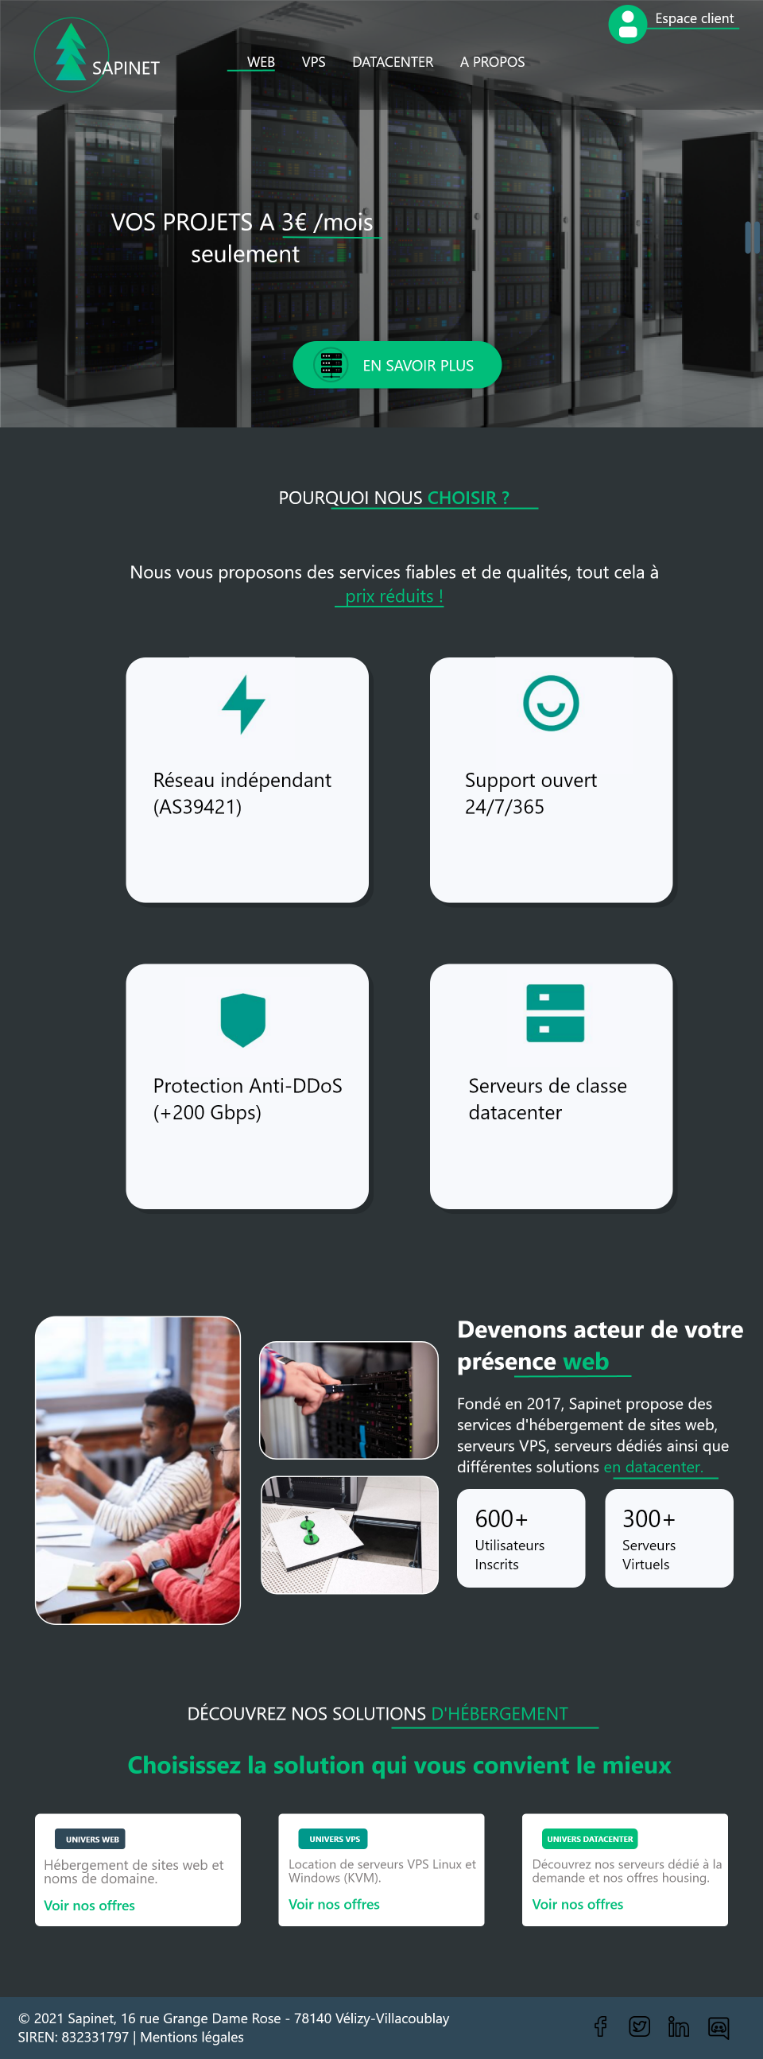 Espace client
SAPINET
WEB VPS DATACENTER A PROPOS
VOS PROJETS A 3€ /mois
seulement
EN SAVOIR PLUS
POURQUOI NOUS CHOISIR ?
Nous vous proposons des services fiables et de qualités, tout cela à
prix réduits !
Réseau indépendant
(AS39421)
Support ouvert
24/7/365
Protection Anti-DDoS
(+200 Gbps)
Serveurs de classe
datacenter
Devenons acteur de votre
présence web
Fondé en 2017, Sapinet propose des
services d'hébergement de sites web,
serveurs VPS, serveurs dédiés ainsi que
différentes solutions en datacenter.
600+
Utilisateurs
Inscrits
300+
Serveurs
Virtuels
DÉCOUVREZ NOS SOLUTIONS D'HÉBERGEMENT
Choisissez la solution qui vous convient le mieux
UNIVERS WEB
Hébergement de sites web et
noms de domaine.
Voir nos offres
UNIVERS VPS
Location de serveurs VPS Linux et
Windows (KVM).
Voir nos offres
UNIVERS DATACENTER
Découvrez nos serveurs dédié à la
demande et nos offres housing.
Voir nos offres
© 2021 Sapinet, 16 rue Grange Dame Rose - 78140 Vélizy-Villacoublay
SIREN: 832331797 | Mentions légales